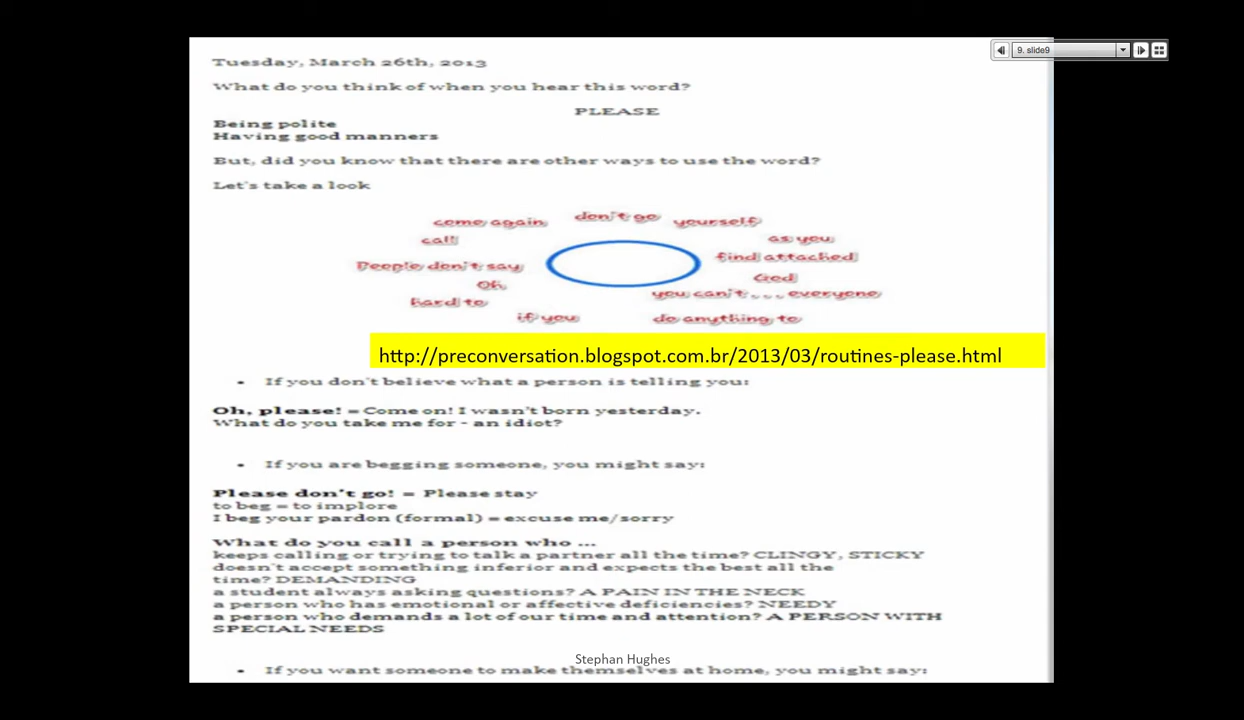 9. slide9
Tuesday, March 26th, 2013
What do you think of when you hear this word?
PLEASE
Being polite
Having good manners
But, did you know that there are other ways to use the word?
Let's take a look
come again don't go yourself
call as you
People don't say find attached
Oh God
hard to you can't . . . everyone
if you do anything to
http://preconversation.blogspot.com.br/2013/03/routines-please.html
• If you don't believe what a person is telling you:
Oh, please! = Come on! I wasn't born yesterday.
What do you take me for - an idiot?
• If you are begging someone, you might say:
Please don't go! = Please stay
to beg = to implore
I beg your pardon (formal) = excuse me/sorry
What do you call a person who ...
keeps calling or trying to talk a partner all the time? CLINGY, STICKY
doesn't accept something inferior and expects the best all the
time? DEMANDING
a student always asking questions? A PAIN IN THE NECK
a person who has emotional or affective deficiencies? NEEDY
a person who demands a lot of our time and attention? A PERSON WITH
SPECIAL NEEDS
Stephan Hughes
• If you want someone to make themselves at home, you might say: